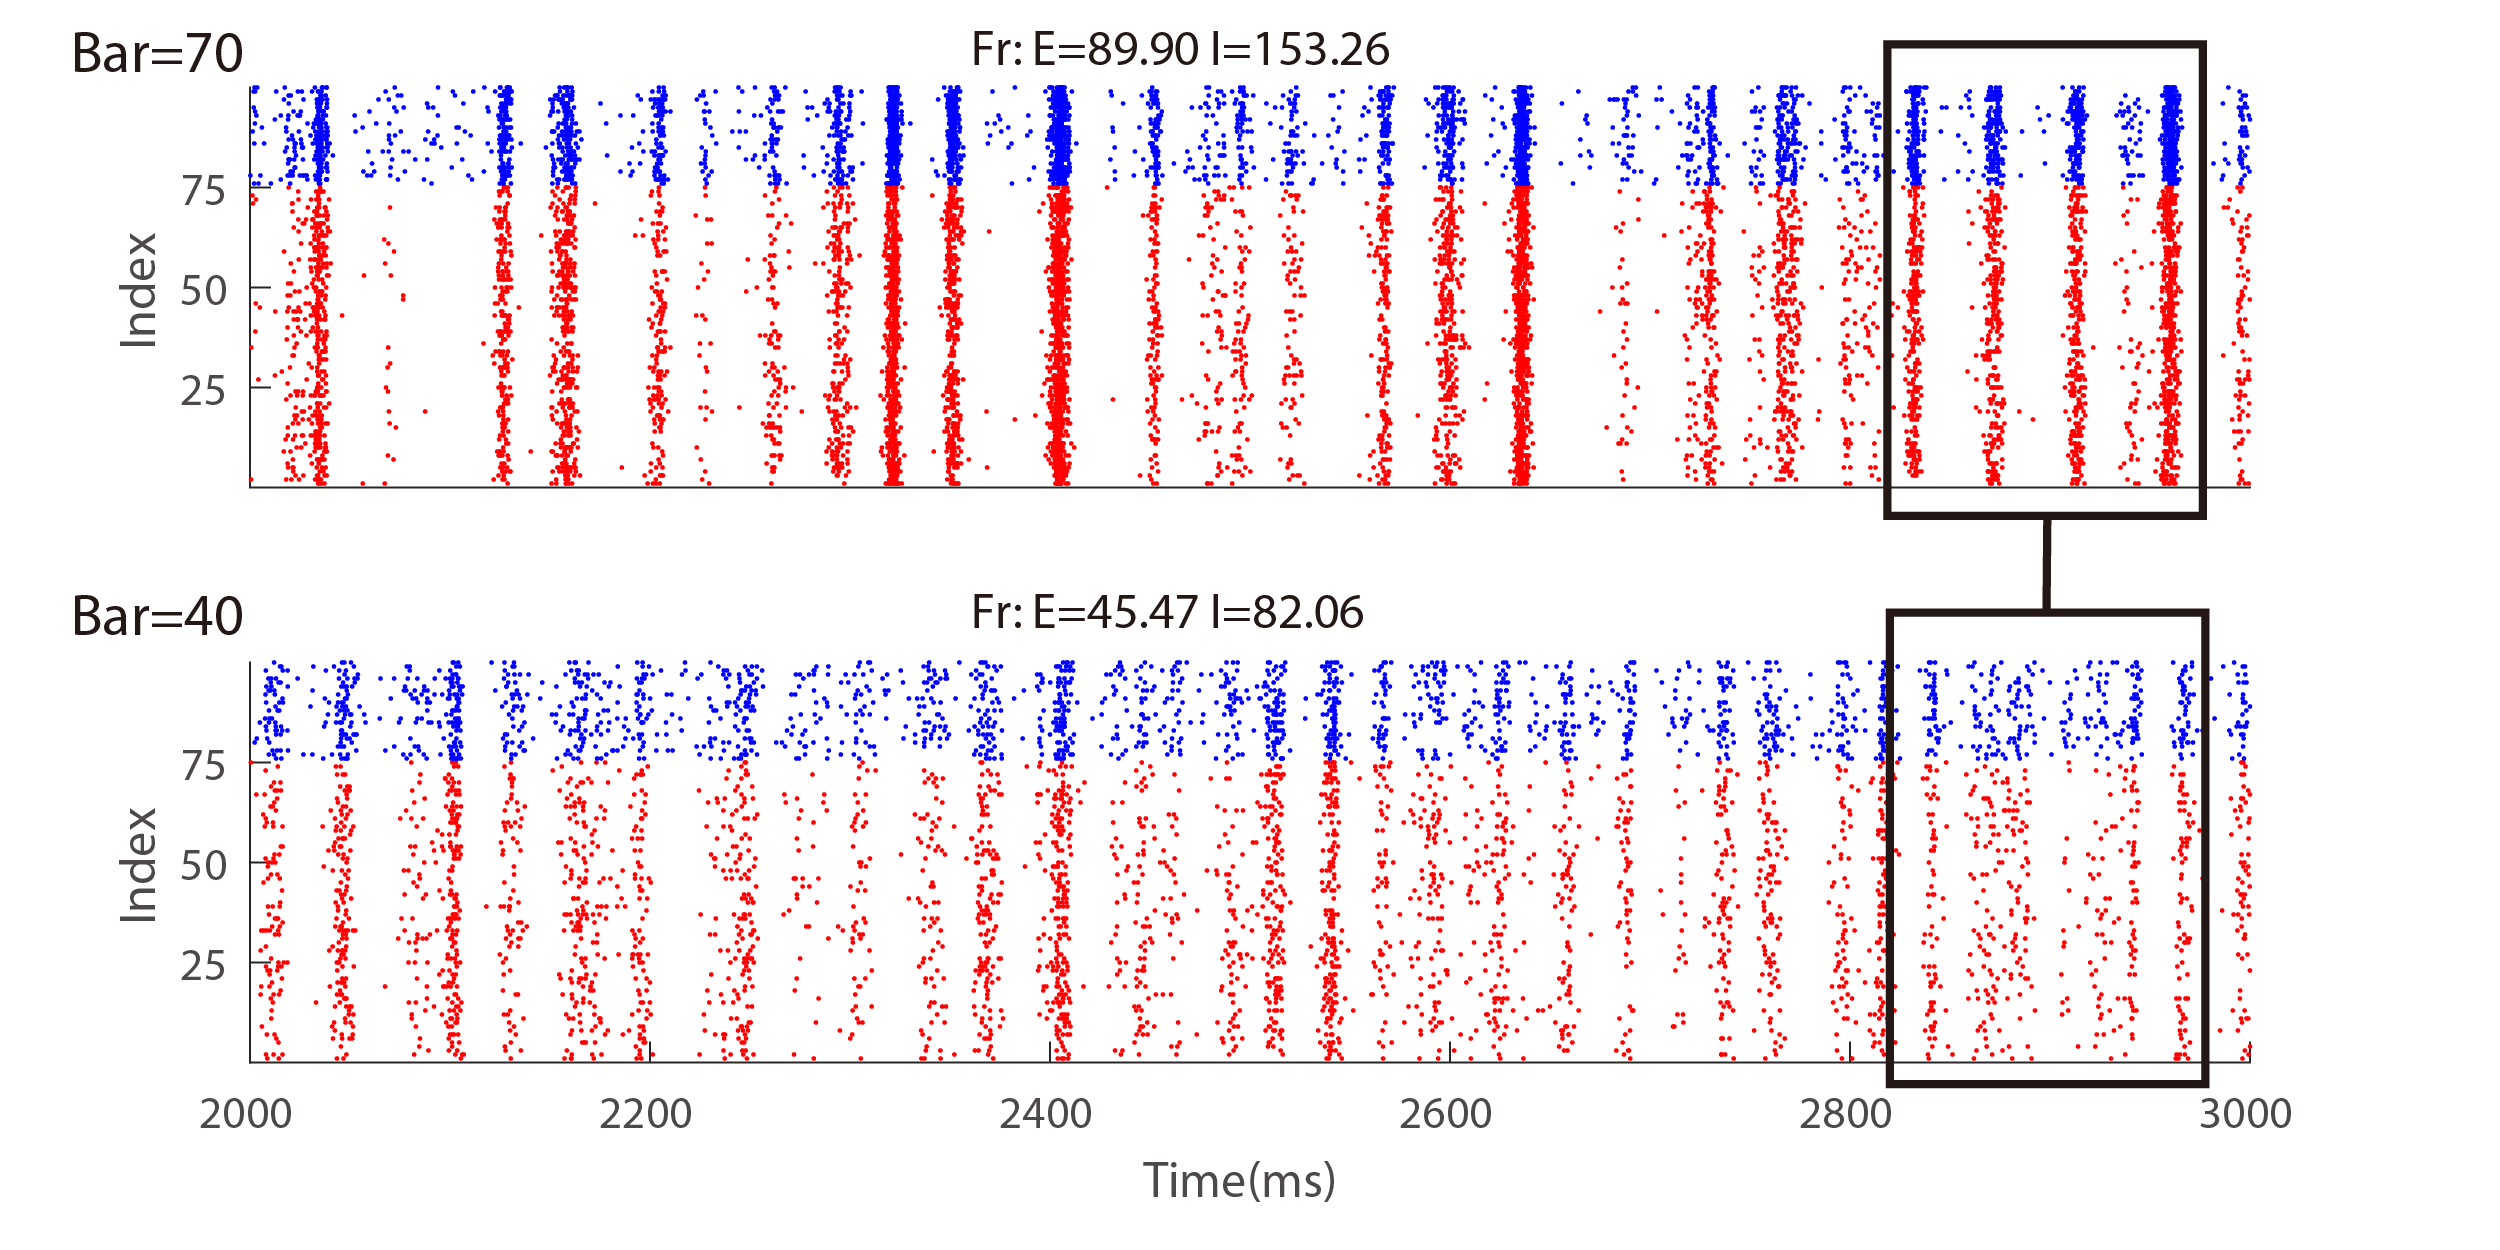 Bar=70
Fr: E=89.90 I=153.26
75
50
25
Index
Bar=40
Fr: E=45.47 I=82.06
75
50
25
Index
2000 2200 2400 2600 2800 3000
Time(ms)